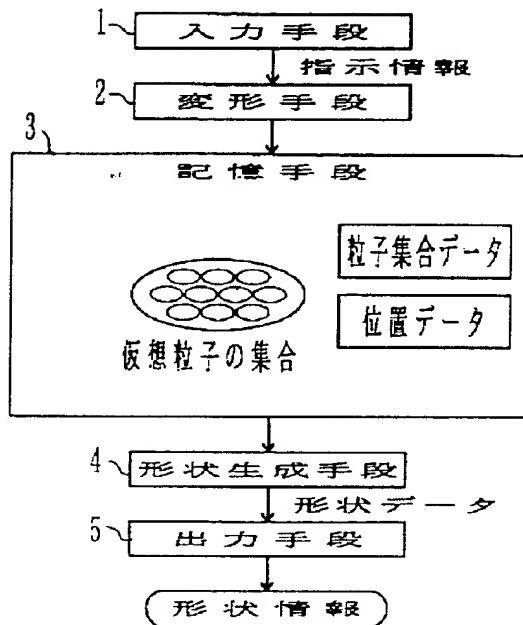 1
入力手段
指示情報
2
変形手段
3
記憶手段
粒子集合データ
位置データ
仮想粒子の集合
4
形状生成手段
形状データ
5
出力手段
形状情報